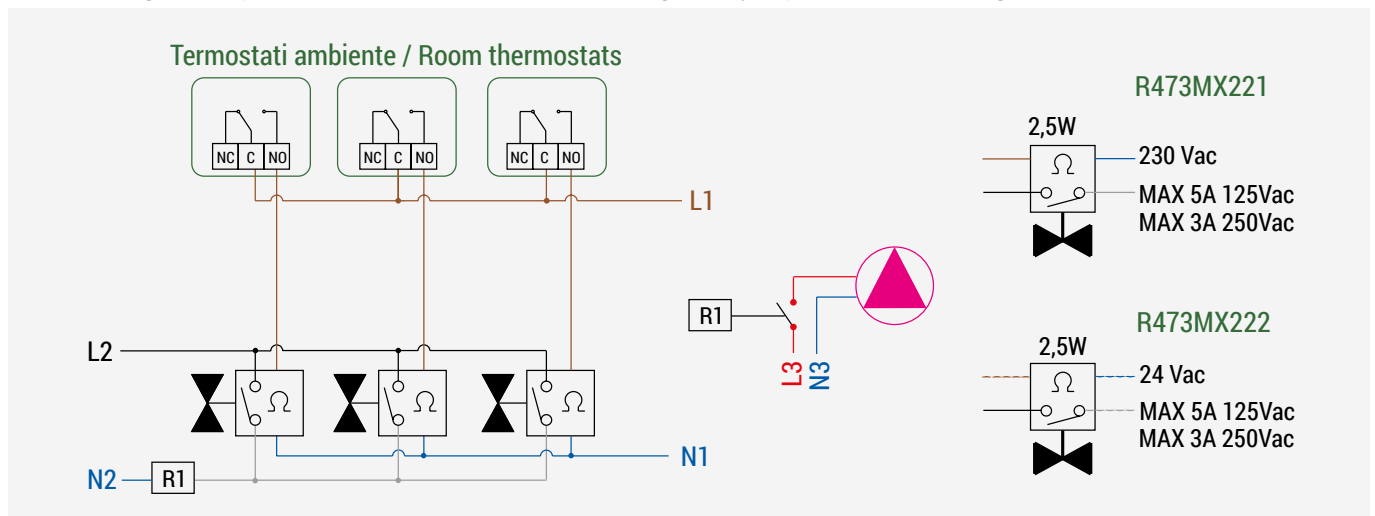 Termostati ambiente / Room thermostats
NC C NO
NC C NO
NC C NO
L1
L2
Ω
Ω
Ω
N1
N2
R1
R1
L3
N3
R473MX221
2,5W
Ω
230 Vac
MAX 5A 125Vac
MAX 3A 250Vac
R473MX222
2,5W
Ω
24 Vac
MAX 5A 125Vac
MAX 3A 250Vac